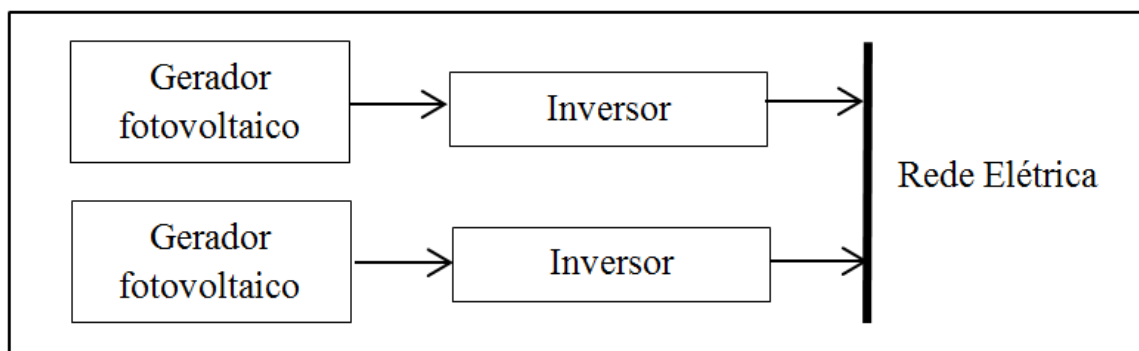 Gerador
fotovoltaico
Inversor
Rede Elétrica
Gerador
fotovoltaico
Inversor